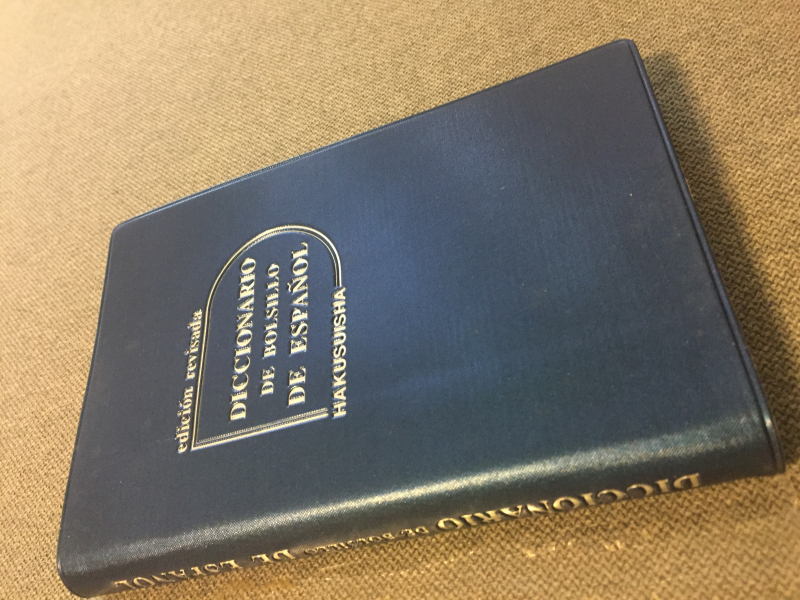 edición revisada
DICCIONARIO
DE BOLSILLO
DE ESPAÑOL
HAKUSUISHA
DICCIONARIO DE BOLSILLO DE ESPAÑOL